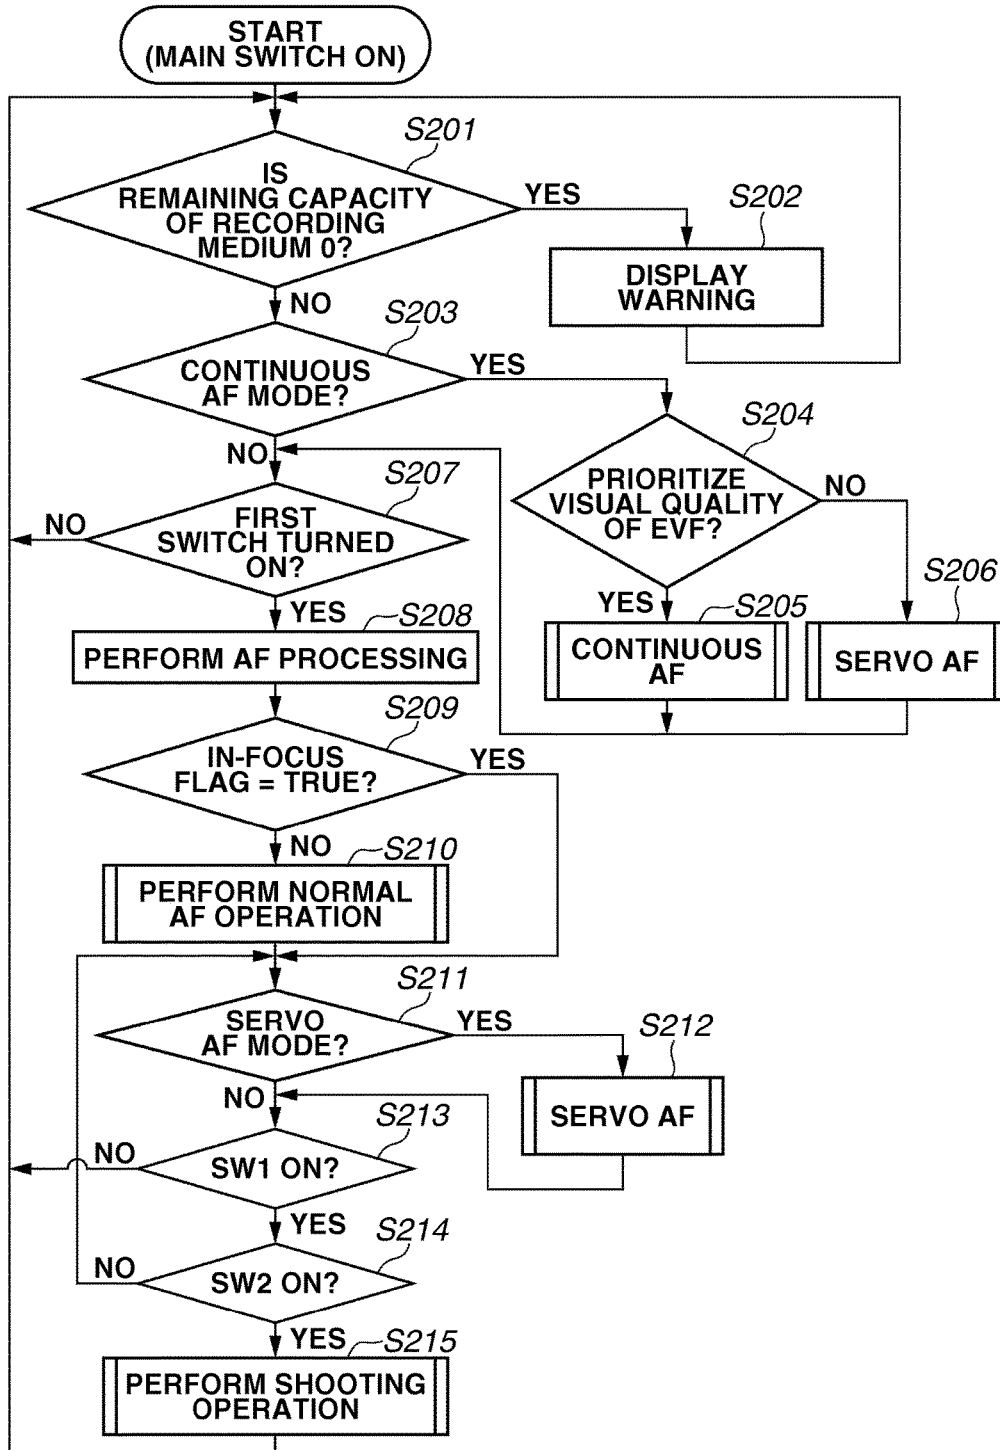 START
(MAIN SWITCH ON)
S201
IS
REMAINING CAPACITY
OF RECORDING
MEDIUM 0?
YES
S202
DISPLAY
WARNING
NO
S203
CONTINUOUS
AF MODE?
YES
S204
PRIORITIZE
VISUAL QUALITY
OF EVF?
NO
YES
S205
CONTINUOUS
AF
S206
SERVO AF
NO
S207
FIRST
SWITCH TURNED
ON?
NO
YES
S208
PERFORM AF PROCESSING
S209
IN-FOCUS
FLAG = TRUE?
YES
NO
S210
PERFORM NORMAL
AF OPERATION
S211
SERVO
AF MODE?
YES
S212
SERVO AF
NO
S213
SW1 ON?
NO
YES
S214
SW2 ON?
NO
YES
S215
PERFORM SHOOTING
OPERATION